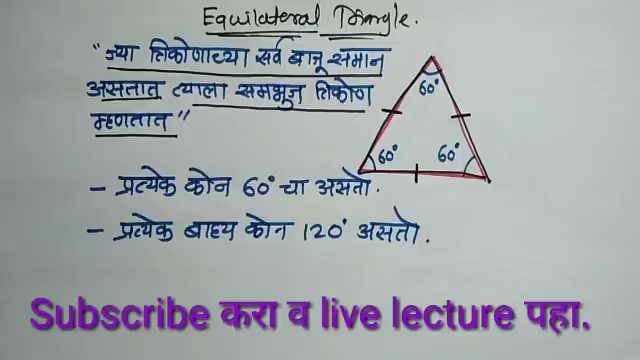 Equilateral Triangle.
"ज्या त्रिकोणाच्या सर्व बाजू समान
असतात त्याला समभुज त्रिकोण
म्हणतात"
60°
60° 60°
- प्रत्येक कोन 60° चा असतो.
- प्रत्येक बाह्य कोन 120° असतो.
Subscribe करा व live lecture पहा.